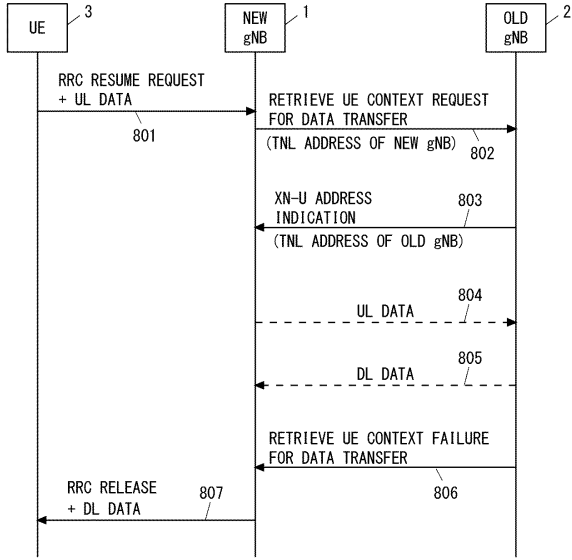 UE
3
NEW
gNB
1
OLD
gNB
2
RRC RESUME REQUEST
+ UL DATA
801
RETRIEVE UE CONTEXT REQUEST
FOR DATA TRANSFER
(TNL ADDRESS OF NEW gNB)
802
XN-U ADDRESS
INDICATION
803
(TNL ADDRESS OF OLD gNB)
UL DATA
804
DL DATA
805
RETRIEVE UE CONTEXT FAILURE
FOR DATA TRANSFER
806
RRC RELEASE
+ DL DATA
807